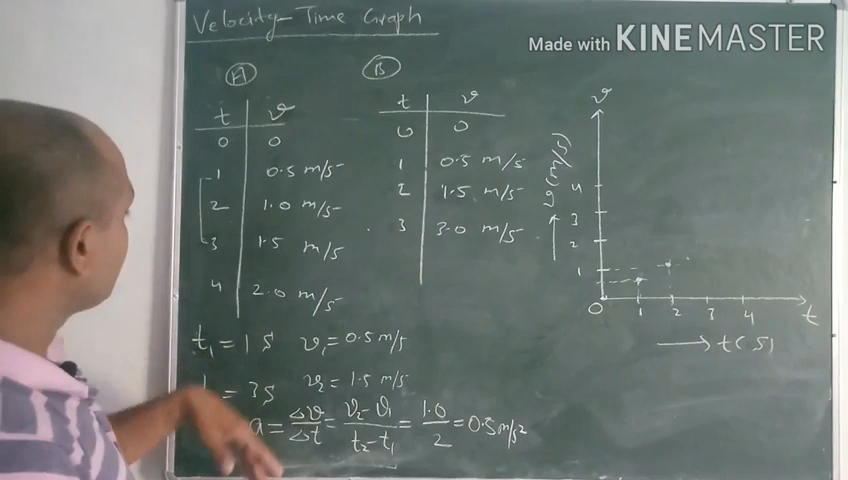 Velocity-Time Graph
Made with KINEMASTER
A
t v
0 0
1 0.5 m/s
2 1.0 m/s
3 1.5 m/s
4 2.0 m/s
B
t v
0 0
1 0.5 m/s
2 1.5 m/s
3 3.0 m/s
v
(m/s)
4
3
2
1
0 1 2 3 4 t
→ t(s)
t₁ = 1s v₁ = 0.5 m/s
= 3s v₂ = 1.5 m/s
a = Δv/Δt = v₂-v₁/t₂-t₁ = 1.0/2 = 0.5 m/s²